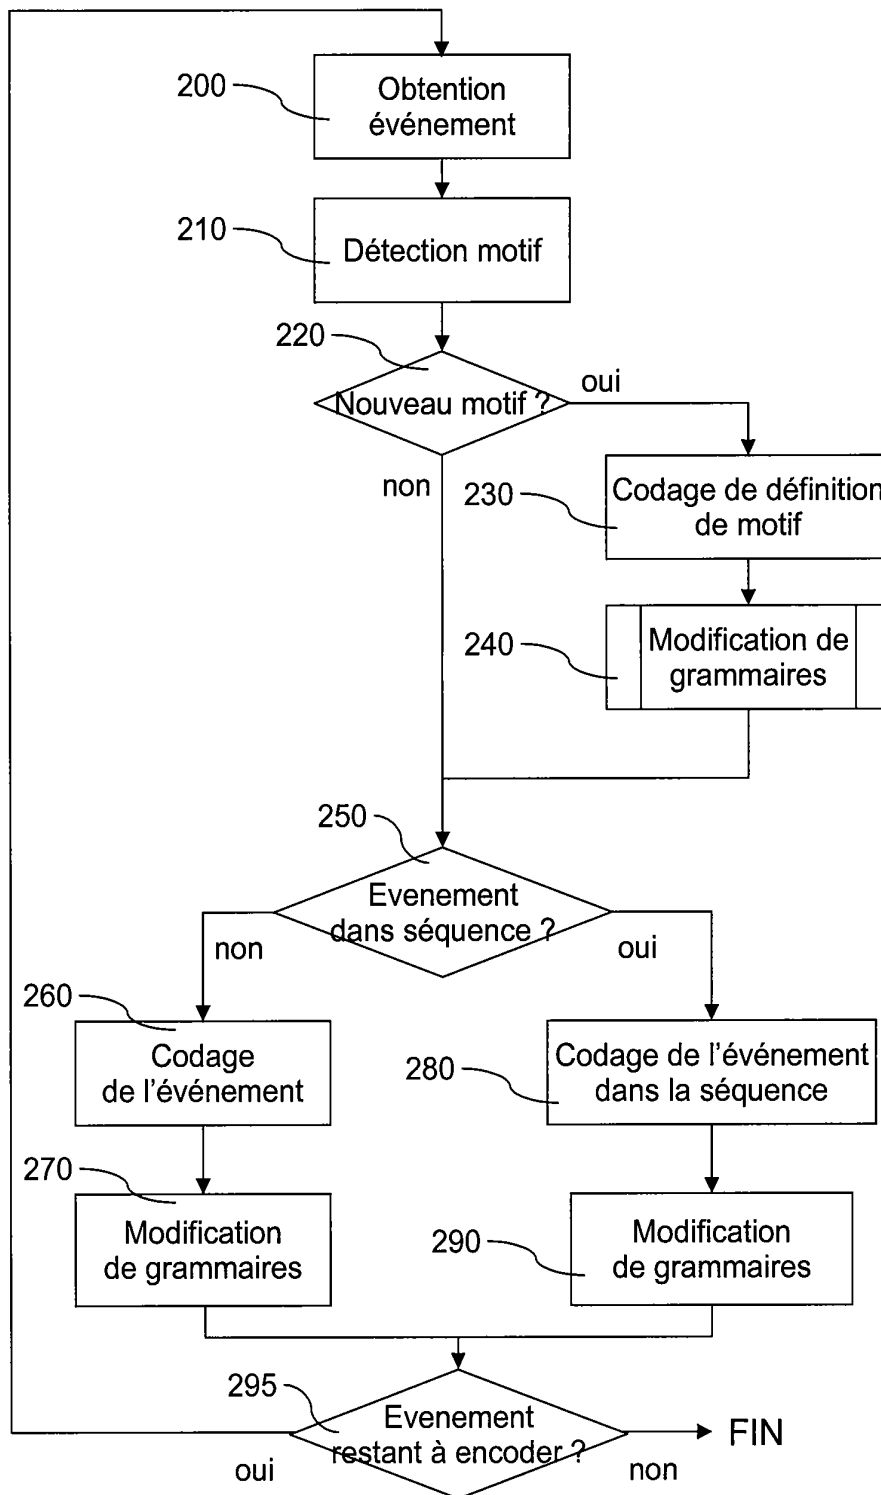 200
Obtention
événement
210
Détection motif
220
Nouveau motif ?
oui
non
230
Codage de définition
de motif
240
Modification de
grammaires
250
Evenement
dans séquence ?
non
oui
260
Codage
de l'événement
280
Codage de l'événement
dans la séquence
270
Modification
de grammaires
290
Modification
de grammaires
295
Evenement
restant à encoder ?
FIN
oui
non